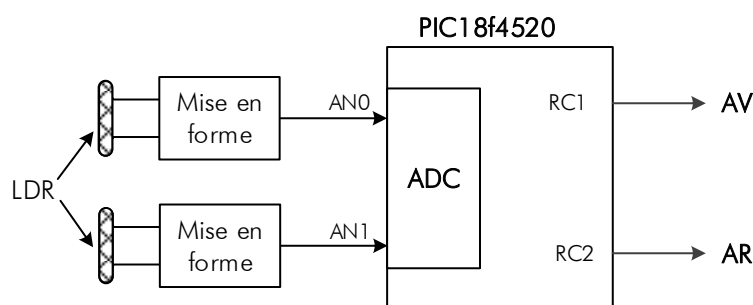 PIC18f4520
Mise en
forme
AN0
RC1
AV
LDR
ADC
Mise en
forme
AN1
RC2
AR